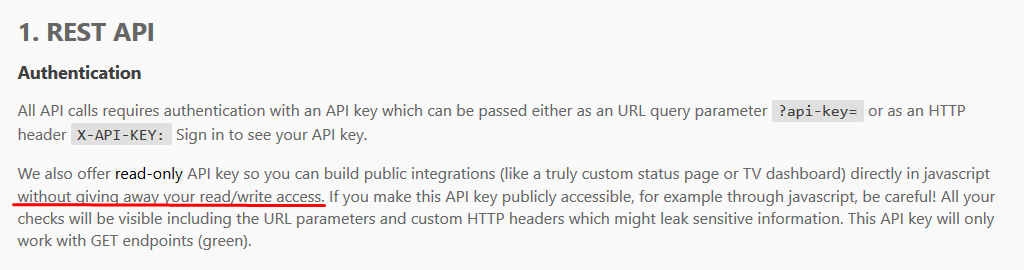 1. REST API
Authentication
All API calls requires authentication with an API key which can be passed either as an URL query parameter ?api-key= or as an HTTP
header X-API-KEY: Sign in to see your API key.
We also offer read-only API key so you can build public integrations (like a truly custom status page or TV dashboard) directly in javascript
without giving away your read/write access. If you make this API key publicly accessible, for example through javascript, be careful! All your
checks will be visible including the URL parameters and custom HTTP headers which might leak sensitive information. This API key will only
work with GET endpoints (green).